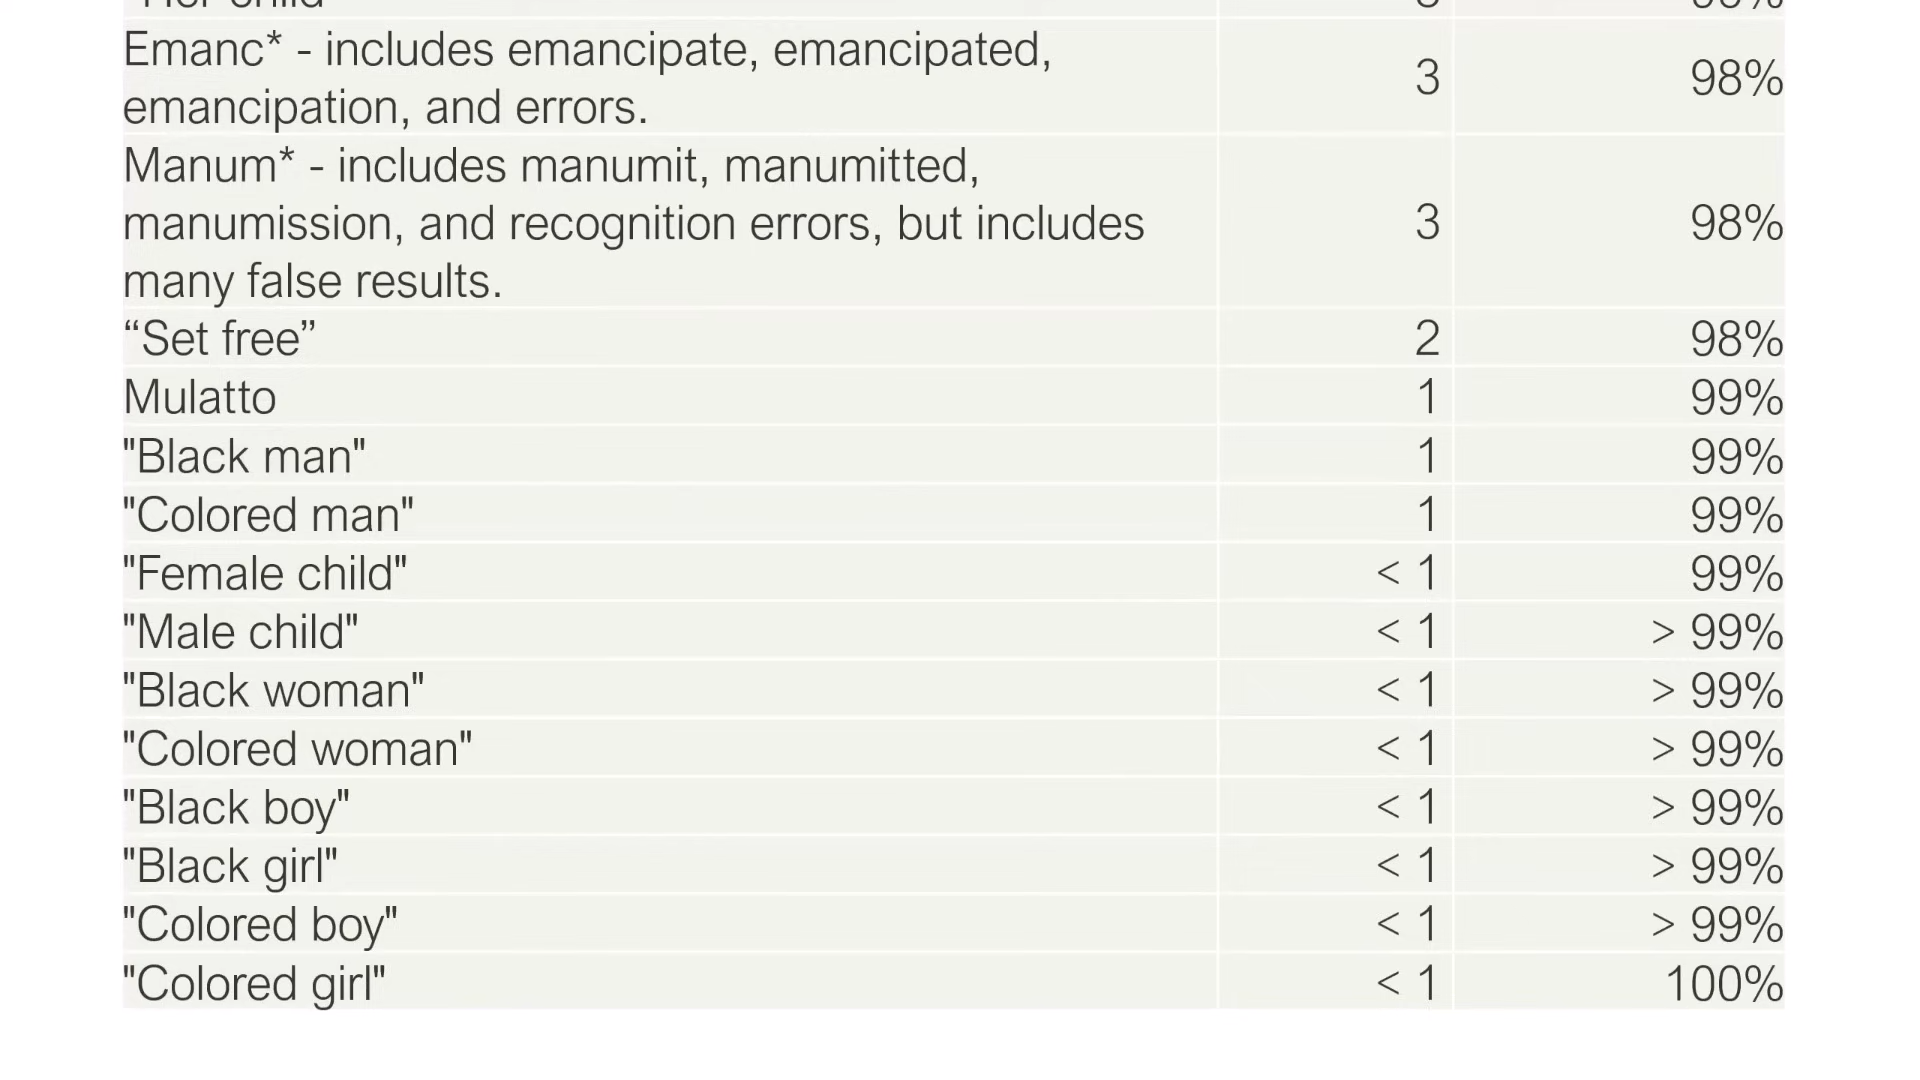 Emanc* - includes emancipate, emancipated,
emancipation, and errors. 3 98%
Manum* - includes manumit, manumitted,
manumission, and recognition errors, but includes 3 98%
many false results.
“Set free” 2 98%
Mulatto 1 99%
"Black man" 1 99%
"Colored man" 1 99%
"Female child" < 1 99%
"Male child" < 1 > 99%
"Black woman" < 1 > 99%
"Colored woman" < 1 > 99%
"Black boy" < 1 > 99%
"Black girl" < 1 > 99%
"Colored boy" < 1 > 99%
"Colored girl" < 1 100%